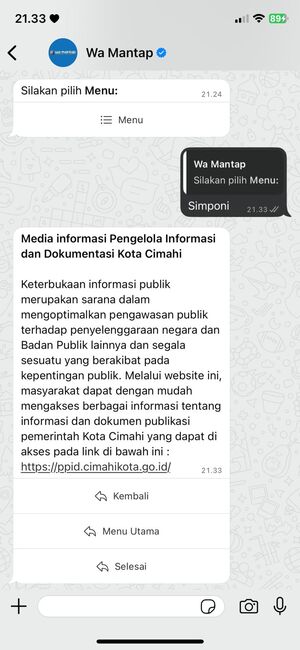 21.33
89
Wa Mantap
Silakan pilih Menu:
21.24
Menu
Wa Mantap
Silakan pilih Menu:
Simponi
21.33
Media informasi Pengelola Informasi
dan Dokumentasi Kota Cimahi
Keterbukaan informasi publik
merupakan sarana dalam
mengoptimalkan pengawasan publik
terhadap penyelenggaraan negara dan
Badan Publik lainnya dan segala
sesuatu yang berakibat pada
kepentingan publik. Melalui website ini,
masyarakat dapat dengan mudah
mengakses berbagai informasi tentang
informasi dan dokumen publikasi
pemerintah Kota Cimahi yang dapat di
akses pada link di bawah ini :
https://ppid.cimahikota.go.id/
21.33
Kembali
Menu Utama
Selesai